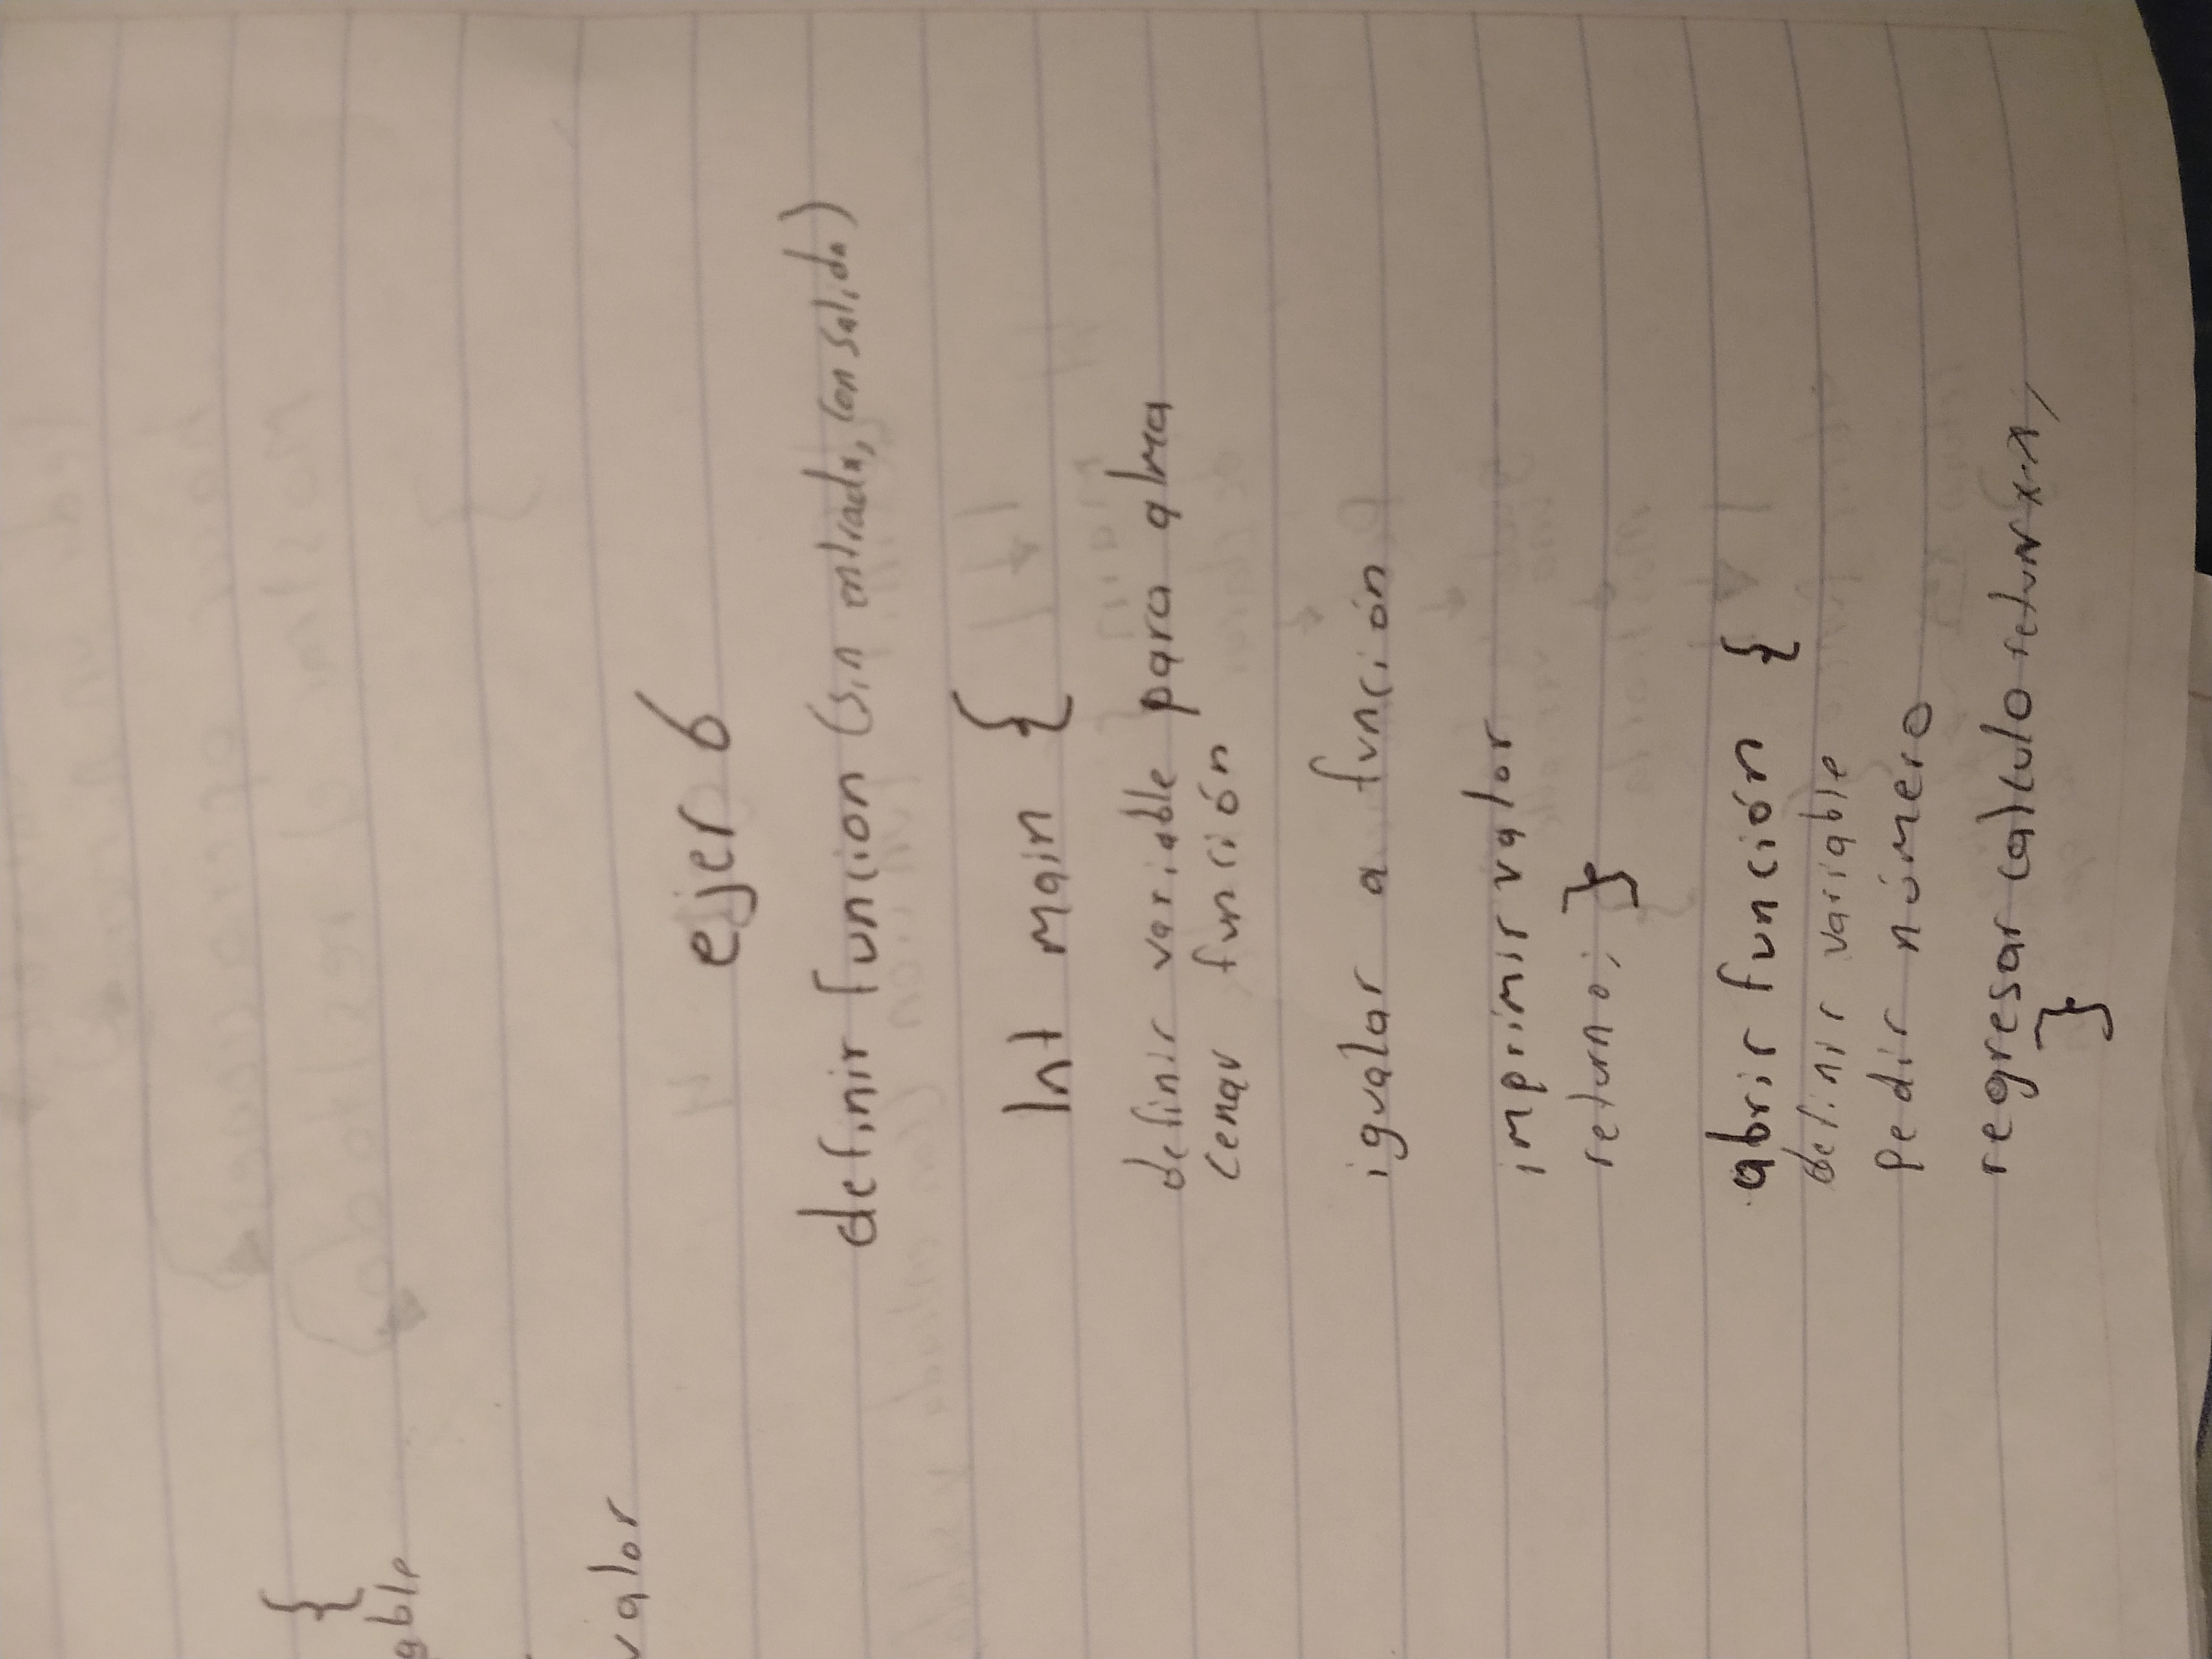 {
able
valor
ejer 6
definir funcion (sin entrada, con salida)
Int main {
definir variable para alma
cenar función
igualar a función
imprimir valor
return 0; }
abrir función {
definir variable
pedir número
regresar calculo return x·x;
}